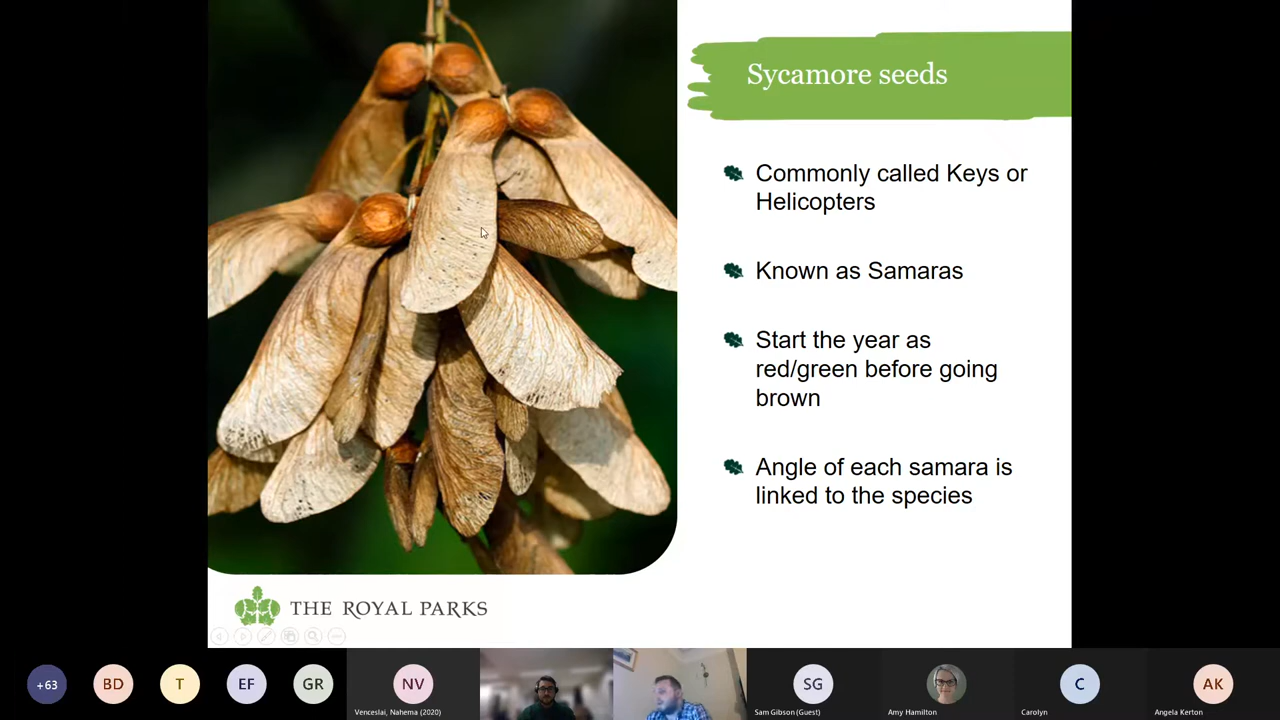 Sycamore seeds
Commonly called Keys or
Helicopters
Known as Samaras
Start the year as
red/green before going
brown
Angle of each samara is
linked to the species
THE ROYAL PARKS
+63
BD
T
EF
GR
NV
SG
C
AK
Venceslai, Nahema (2020)
Sam Gibson (Guest)
Amy Hamilton
Carolyn
Angela Kerton